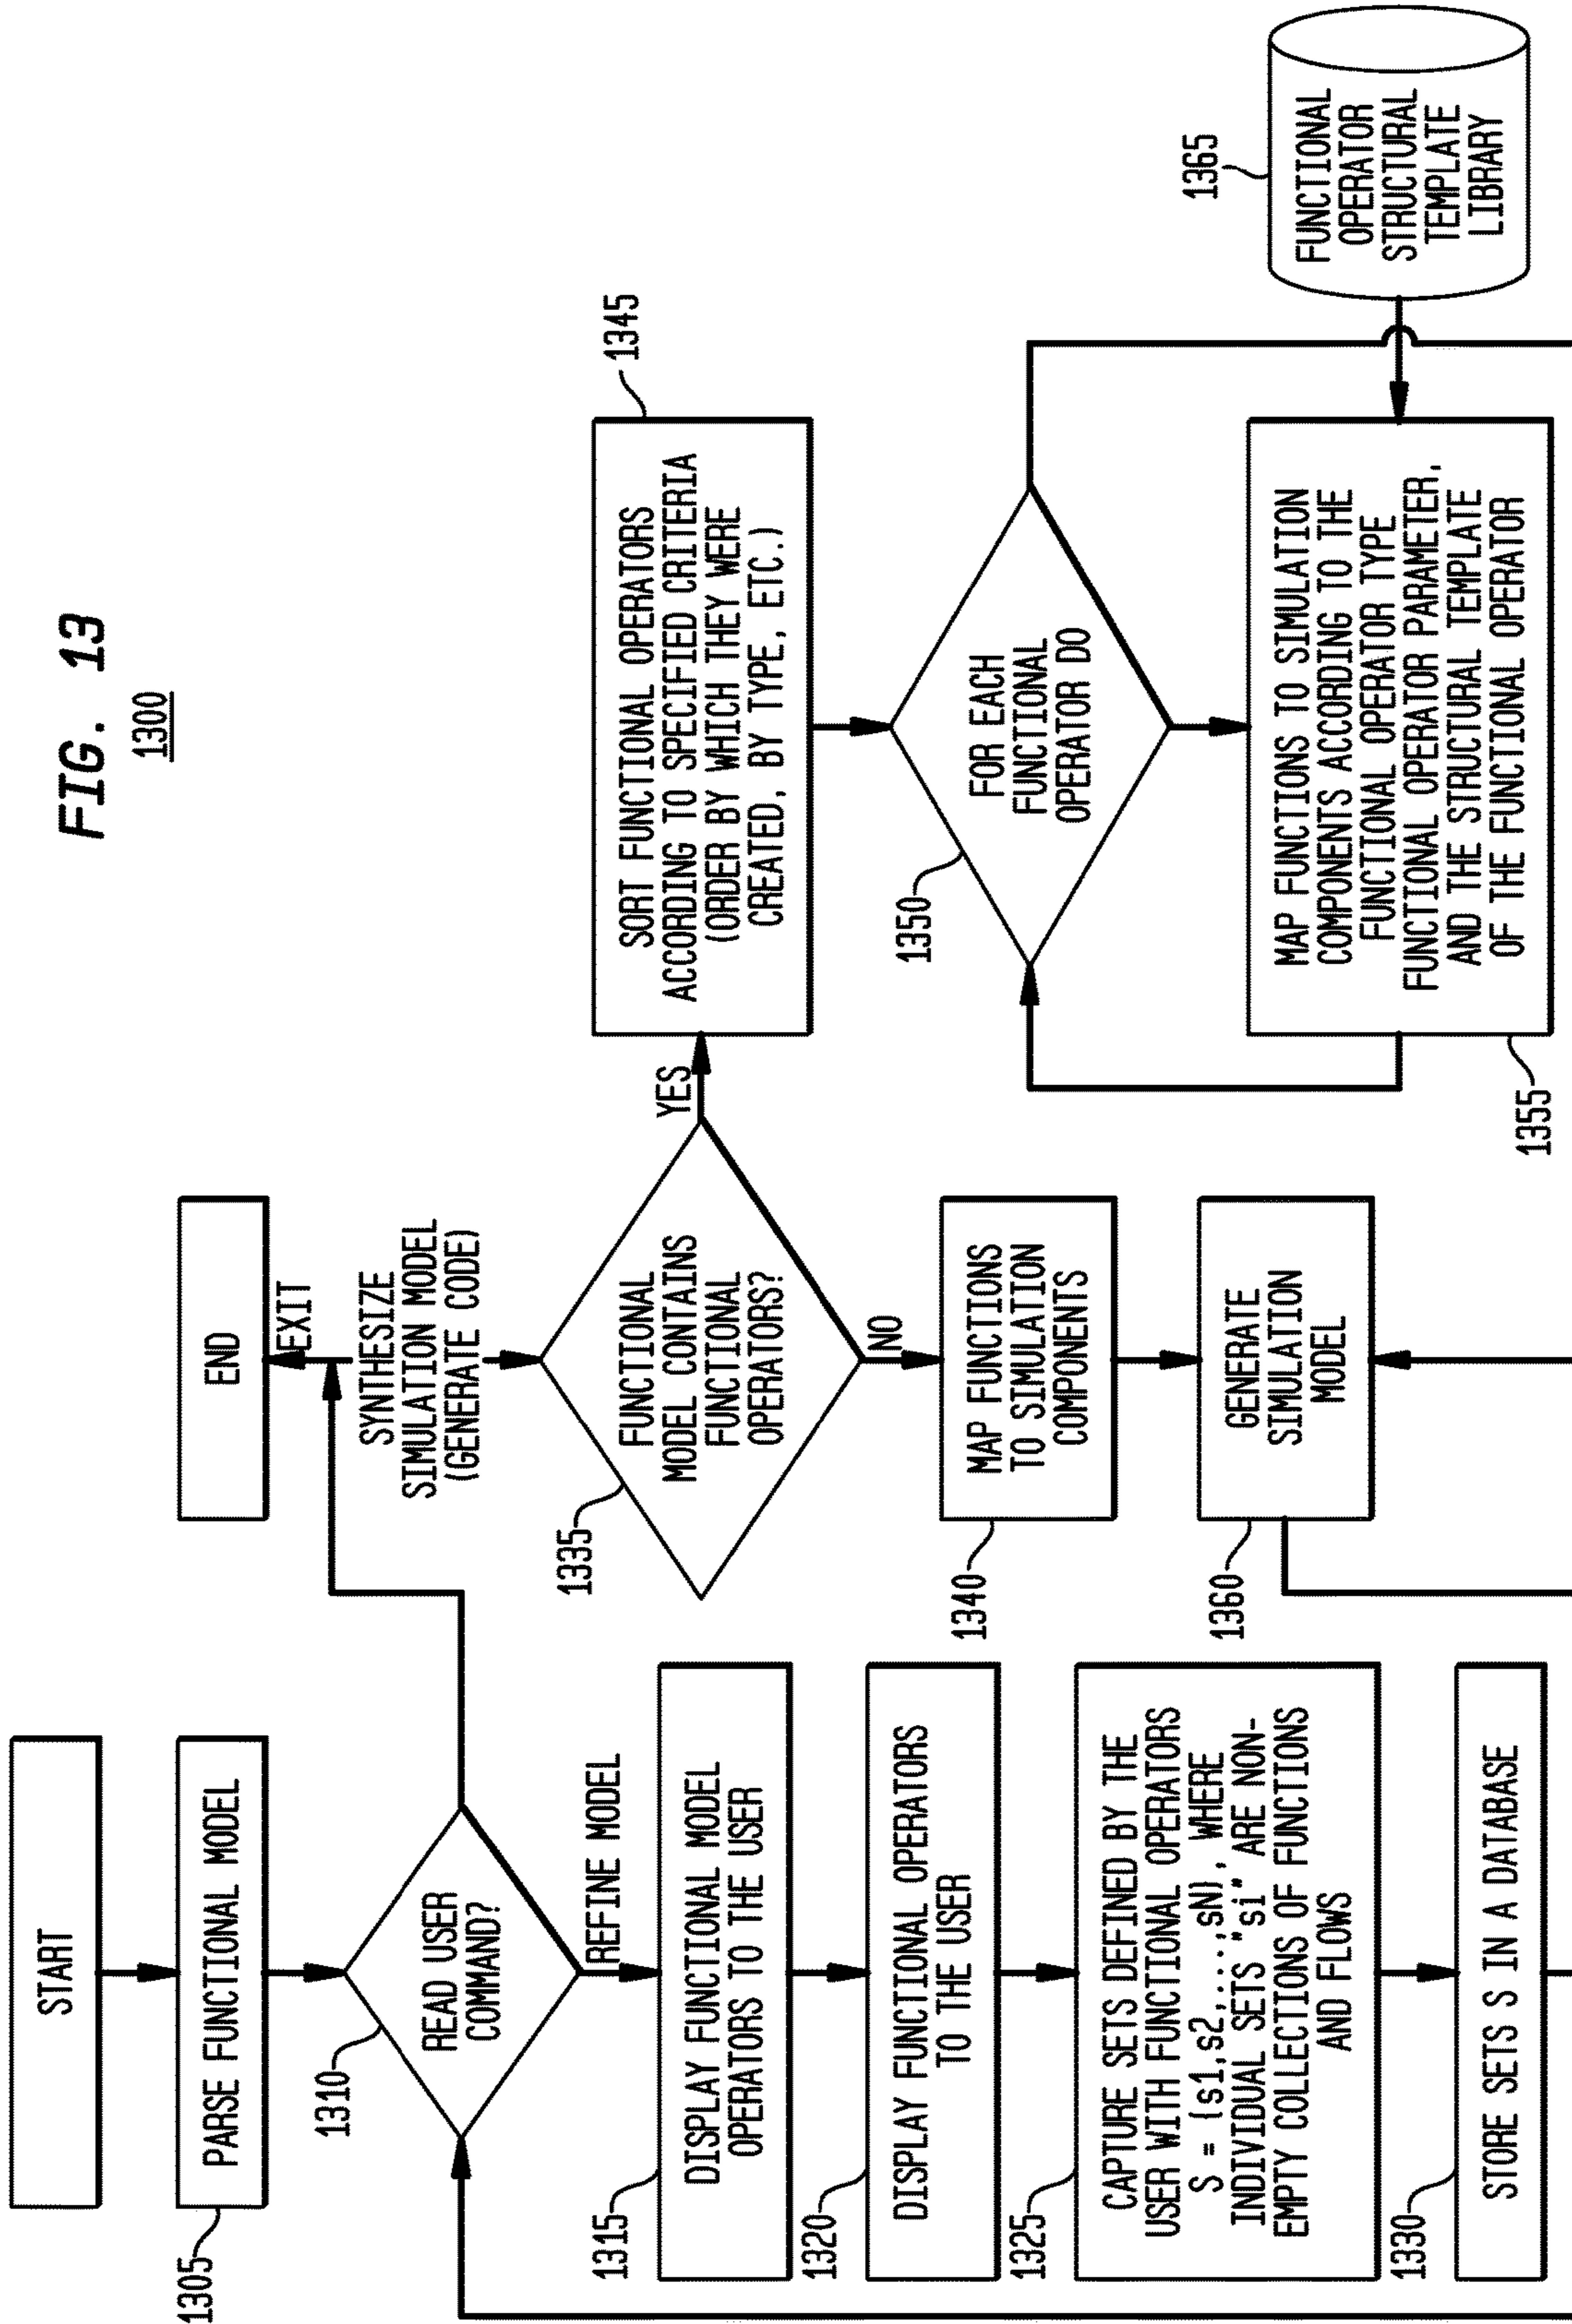 FIG. 13
1300
START
PARSE FUNCTIONAL MODEL
1305
READ USER
COMMAND?
1310
REFINE MODEL
DISPLAY FUNCTIONAL MODEL
OPERATORS TO THE USER
1315
DISPLAY FUNCTIONAL OPERATORS
TO THE USER
1320
CAPTURE SETS DEFINED BY THE
USER WITH FUNCTIONAL OPERATORS
S = {s1,s2,...,sN}, WHERE
INDIVIDUAL SETS "si" ARE NON-
EMPTY COLLECTIONS OF FUNCTIONS
AND FLOWS
1325
STORE SETS S IN A DATABASE
1330
END
EXIT
SYNTHESIZE
SIMULATION MODEL
(GENERATE CODE)
FUNCTIONAL
MODEL CONTAINS
FUNCTIONAL
OPERATORS?
1335
YES
NO
MAP FUNCTIONS
TO SIMULATION
COMPONENTS
1340
GENERATE
SIMULATION
MODEL
1360
SORT FUNCTIONAL OPERATORS
ACCORDING TO SPECIFIED CRITERIA
(ORDER BY WHICH THEY WERE
CREATED, BY TYPE, ETC.)
1345
FOR EACH
FUNCTIONAL
OPERATOR DO
1350
MAP FUNCTIONS TO SIMULATION
COMPONENTS ACCORDING TO THE
FUNCTIONAL OPERATOR TYPE
FUNCTIONAL OPERATOR PARAMETER,
AND THE STRUCTURAL TEMPLATE
OF THE FUNCTIONAL OPERATOR
1355
FUNCTIONAL
OPERATOR
STRUCTURAL
TEMPLATE
LIBRARY
1365